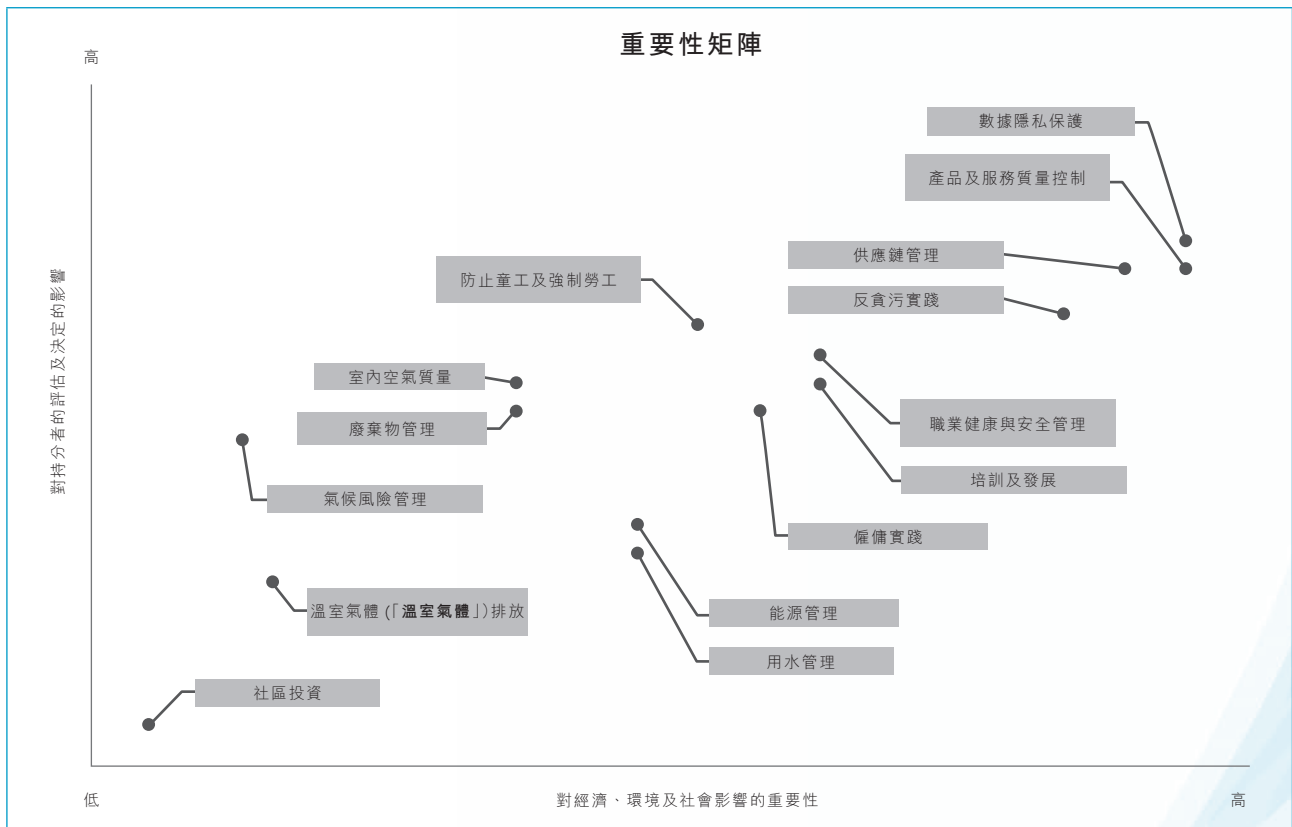 重要性矩陣
高
數據隱私保護
產品及服務質量控制
供應鏈管理
防止童工及強制勞工
反貪污實踐
對持分者的評估及決定的影響
室內空氣質量
廢棄物管理
職業健康與安全管理
培訓及發展
氣候風險管理
僱傭實踐
溫室氣體(「溫室氣體」)排放
能源管理
用水管理
社區投資
低
對經濟、環境及社會影響的重要性
高